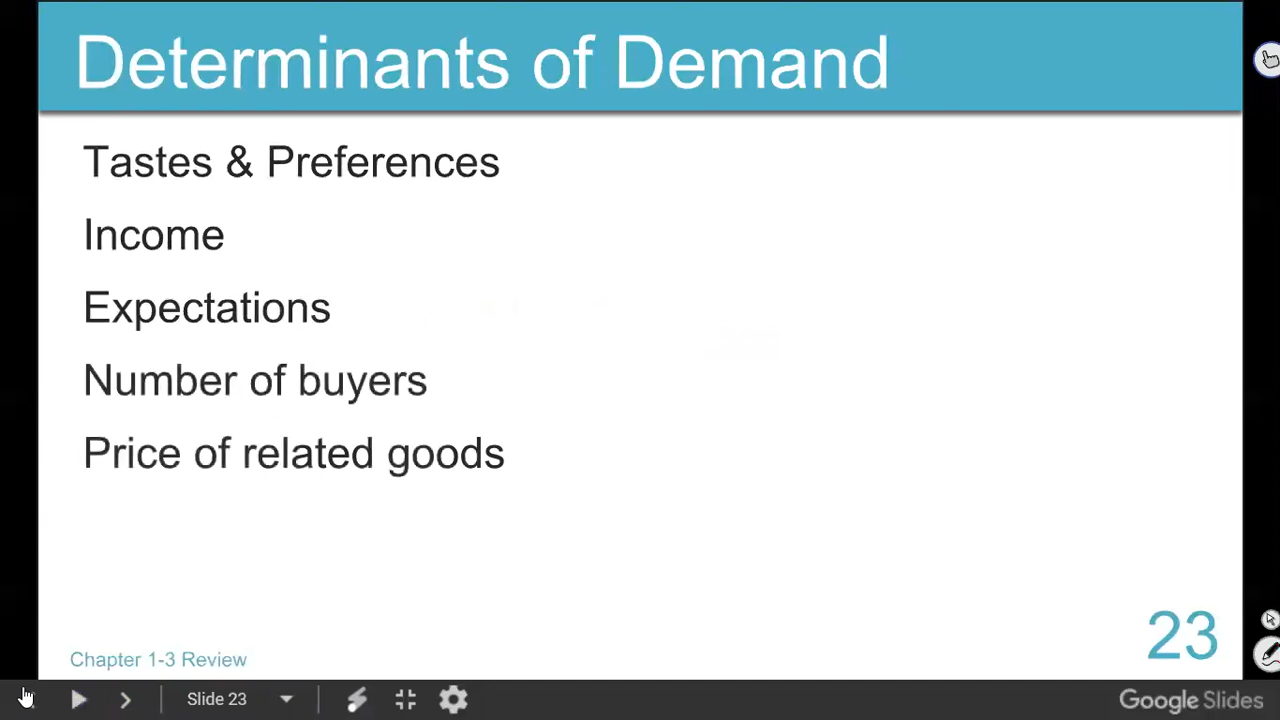 Determinants of Demand
Tastes & Preferences
Income
Expectations
Number of buyers
Price of related goods
23
Chapter 1-3 Review
Slide 23
Google Slides